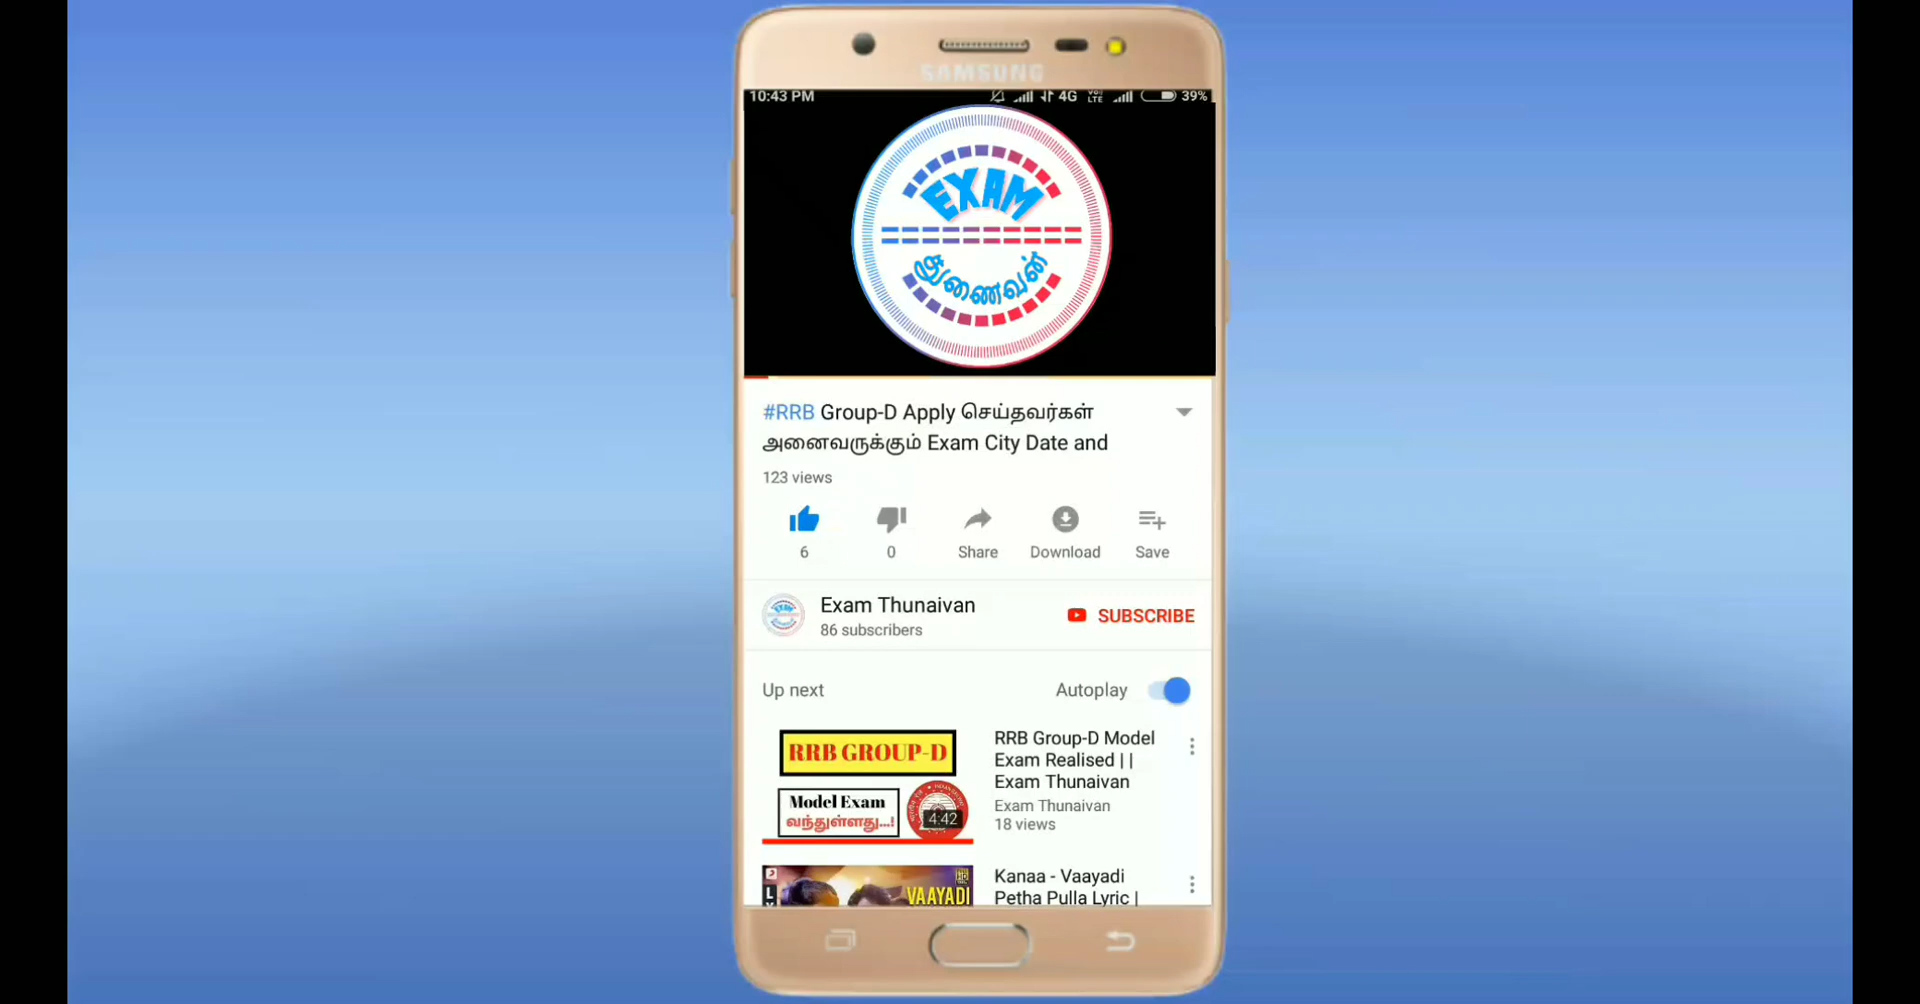 SAMSUNG
10:43 PM
4G VoLTE 39%
EXAM
துணைவன்
#RRB Group-D Apply செய்தவர்கள்
அனைவருக்கும் Exam City Date and
123 views
6 0 Share Download Save
Exam Thunaivan
86 subscribers
SUBSCRIBE
Up next Autoplay
RRB GROUP-D
Model Exam
வந்துள்ளது...!
4:42
RRB Group-D Model
Exam Realised ||
Exam Thunaivan
Exam Thunaivan
18 views
VAAYADI
Kanaa - Vaayadi
Petha Pulla Lyric |